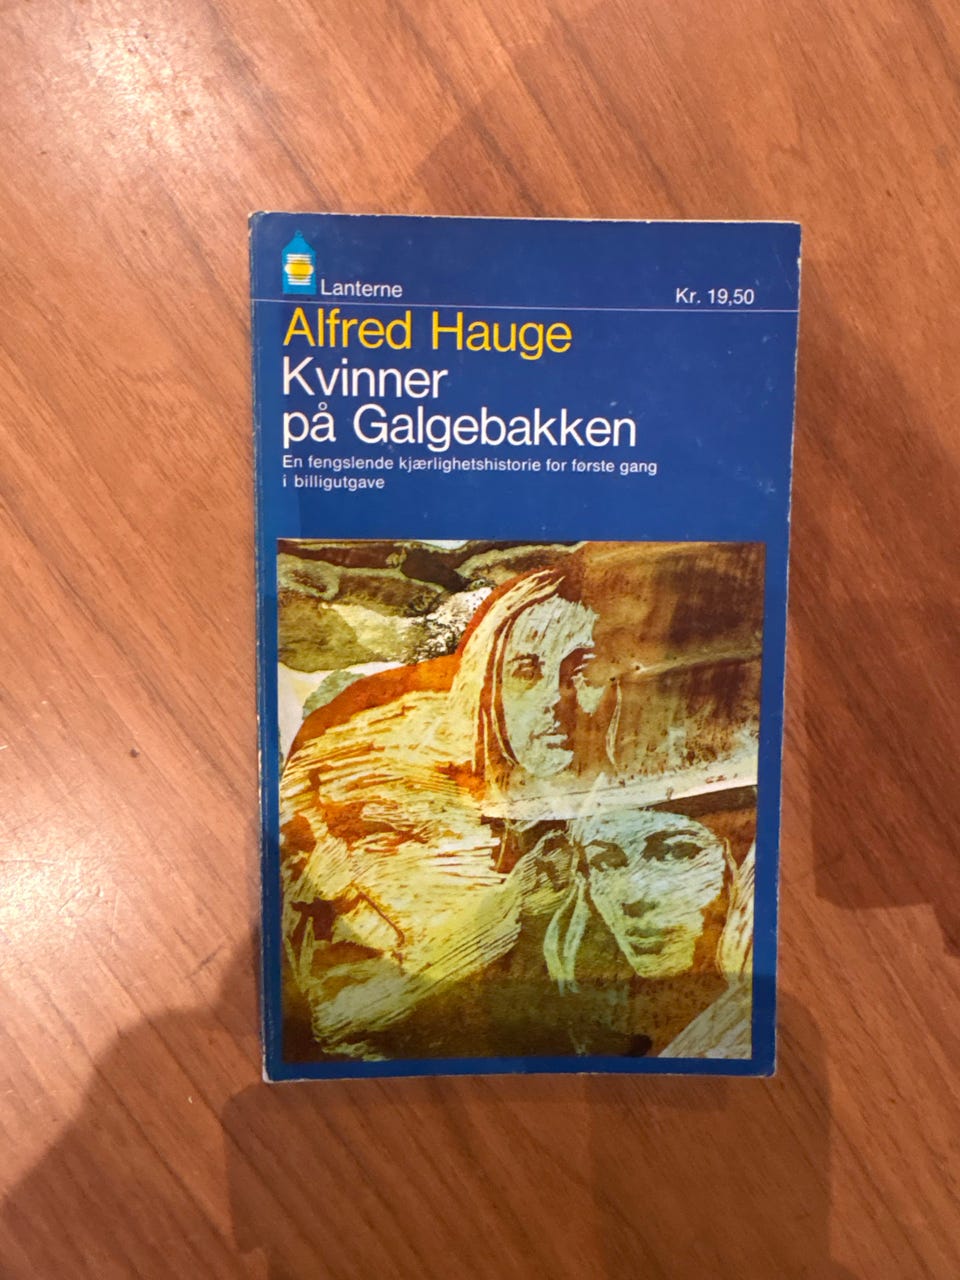 Lanterne
Kr. 19,50
Alfred Hauge
Kvinner
på Galgebakken
En fengslende kjærlighetshistorie for første gang
i billigutgave